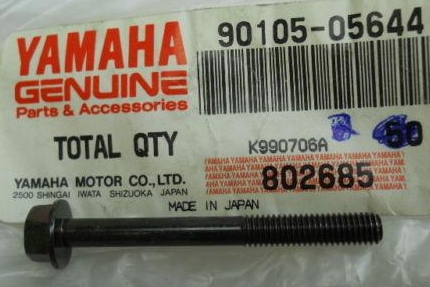 YAMAHA
GENUINE
Parts & Accessories
90105-05644
TOTAL QTY
K990706A
50
YAMAHA MOTOR CO.,LTD.
2500 SHINGAI IWATA SHIZUOKA JAPAN
802685
MADE IN JAPAN